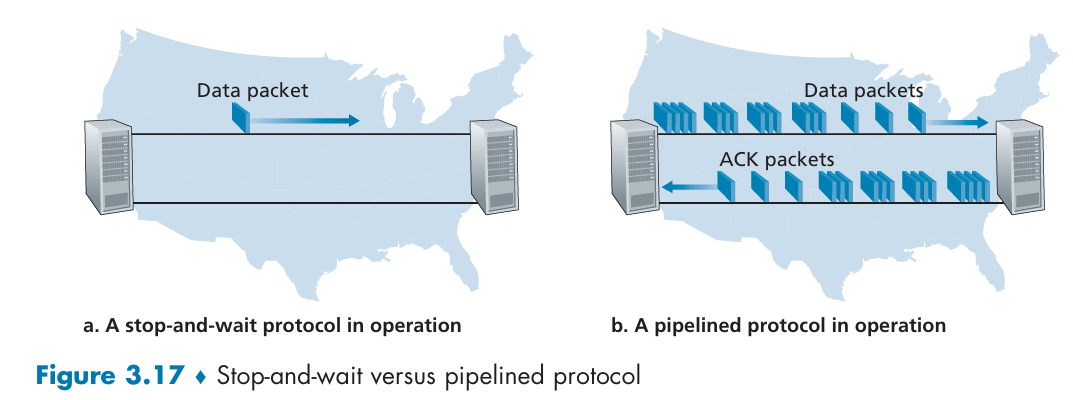 Data packet
a. A stop-and-wait protocol in operation
Data packets
ACK packets
b. A pipelined protocol in operation
Figure 3.17 ♦ Stop-and-wait versus pipelined protocol